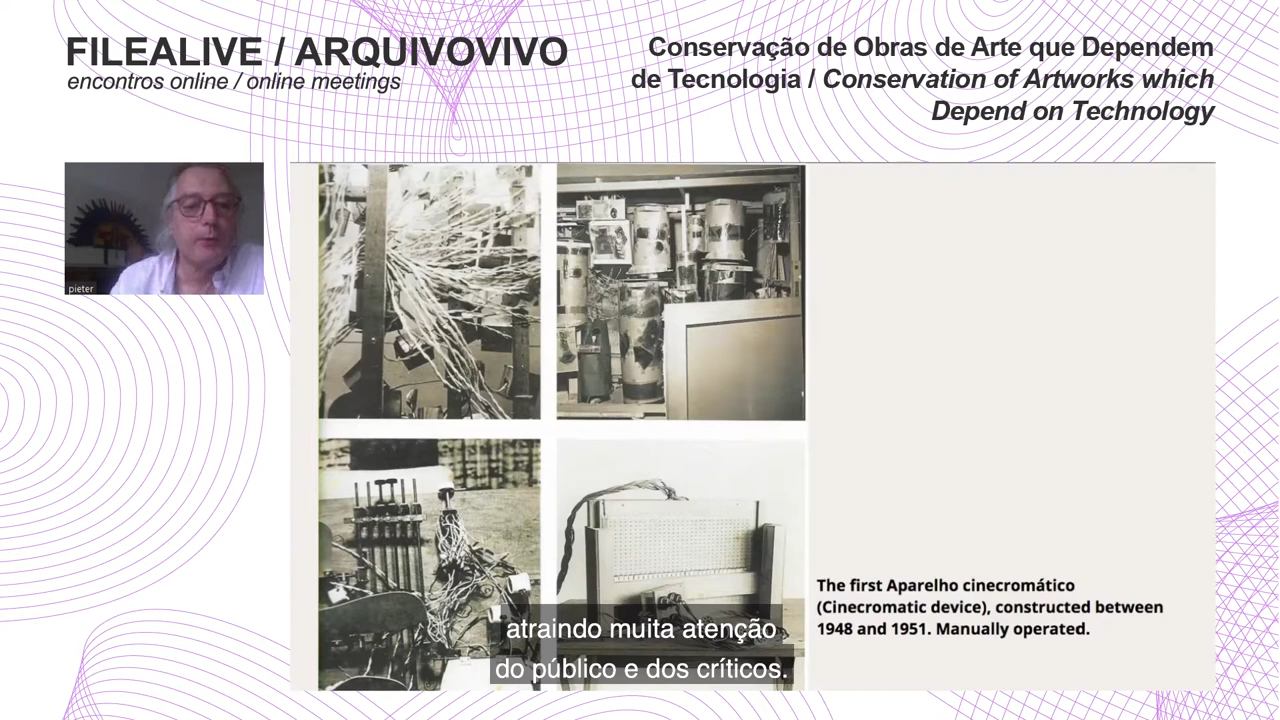 FILEALIVE / ARQUIVOVIVO
encontros online / online meetings
Conservação de Obras de Arte que Dependem
de Tecnologia / Conservation of Artworks which
Depend on Technology
pieter
The first Aparelho cinecromático
(Cinecromatic device), constructed between
1948 and 1951. Manually operated.
atraindo muita atenção
do público e dos críticos.